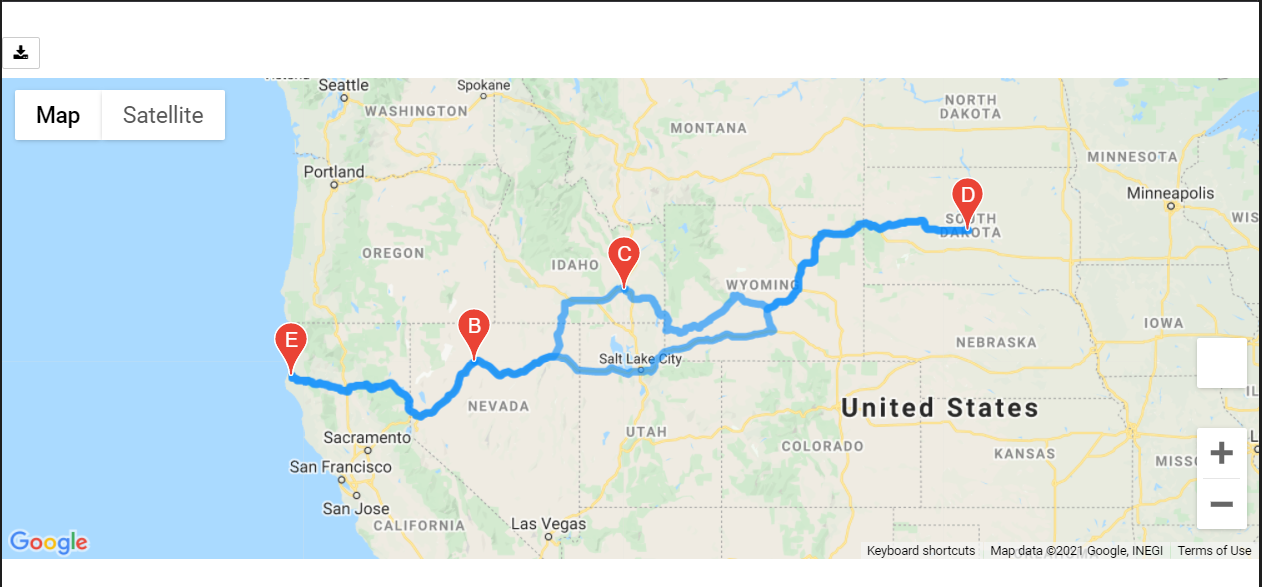 Seattle
Spokane
Map
Satellite
WASHINGTON
NORTH
DAKOTA
MONTANA
MINNESOTA
Portland
Minneapolis
D
SOUTH
DAKOTA
WIS
OREGON
IDAHO
C
WYOMING
B
E
IOWA
NEBRASKA
Salt Lake City
NEVADA
United States
UTAH
Sacramento
COLORADO
KANSAS
MISSO
San Francisco
San Jose
CALIFORNIA
Las Vegas
Google
Keyboard shortcuts
Map data ©2021 Google, INEGI
Terms of Use